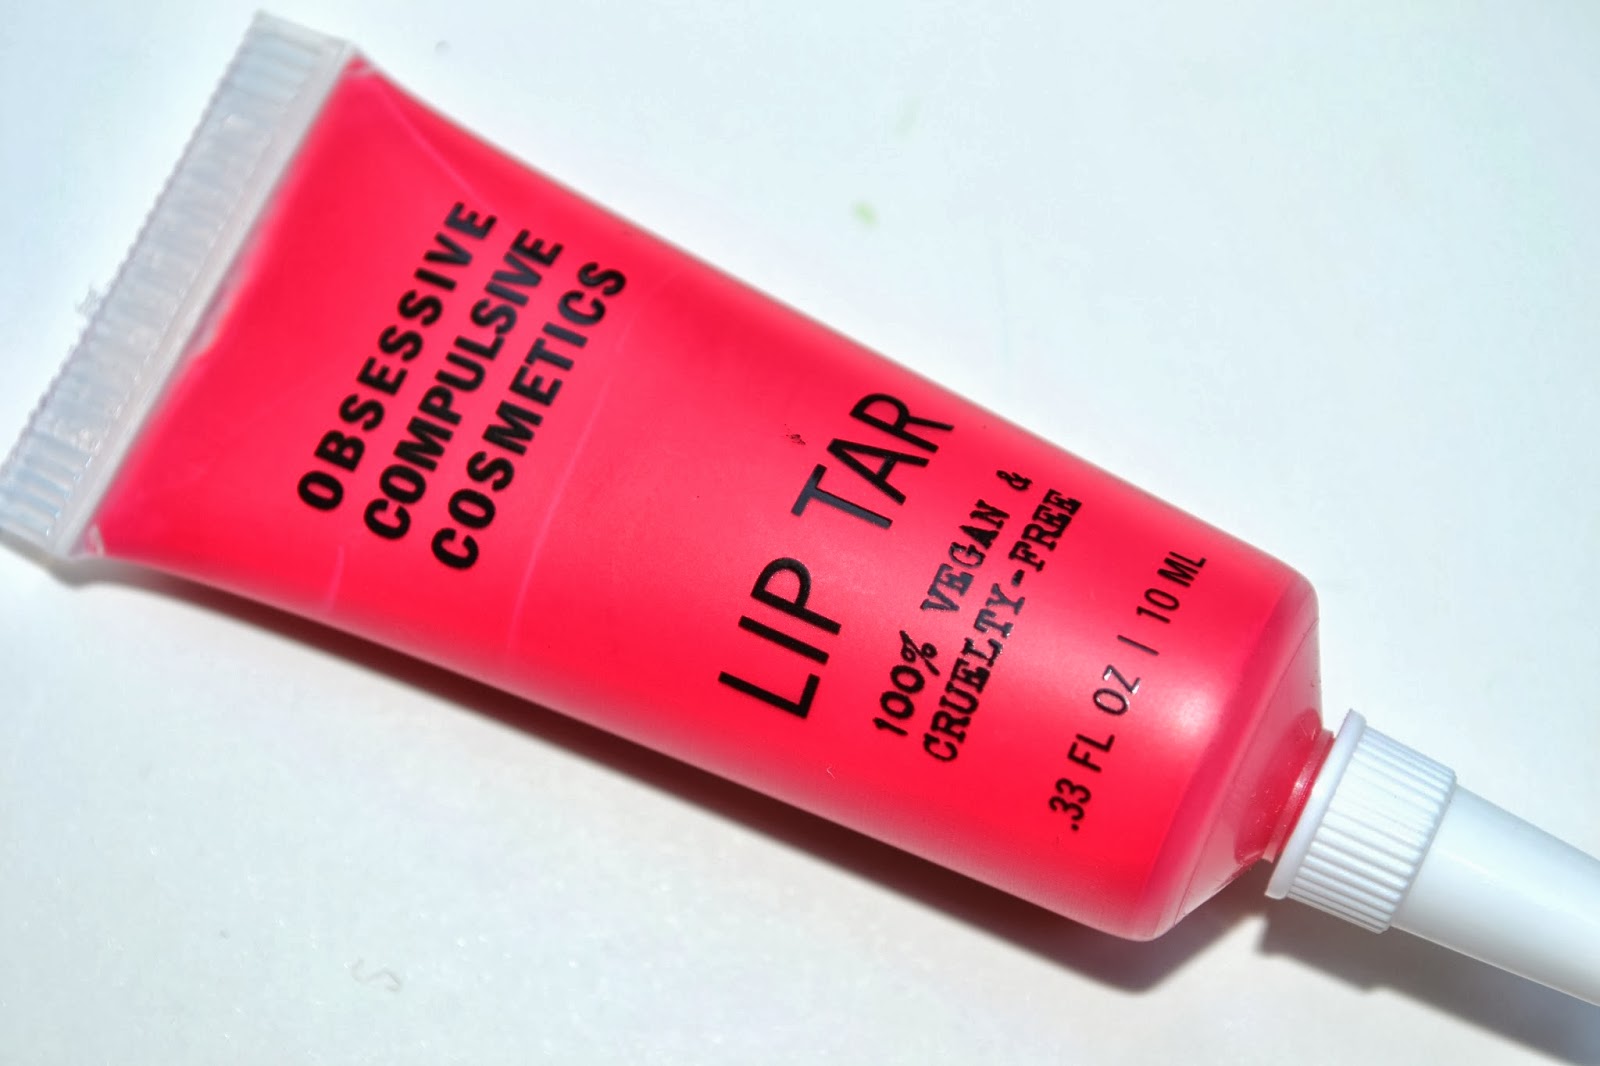 OBSESSIVE
COMPULSIVE
COSMETICS
LIP TAR
100% VEGAN &
CRUELTY-FREE
.33 FL OZ | 10 ML